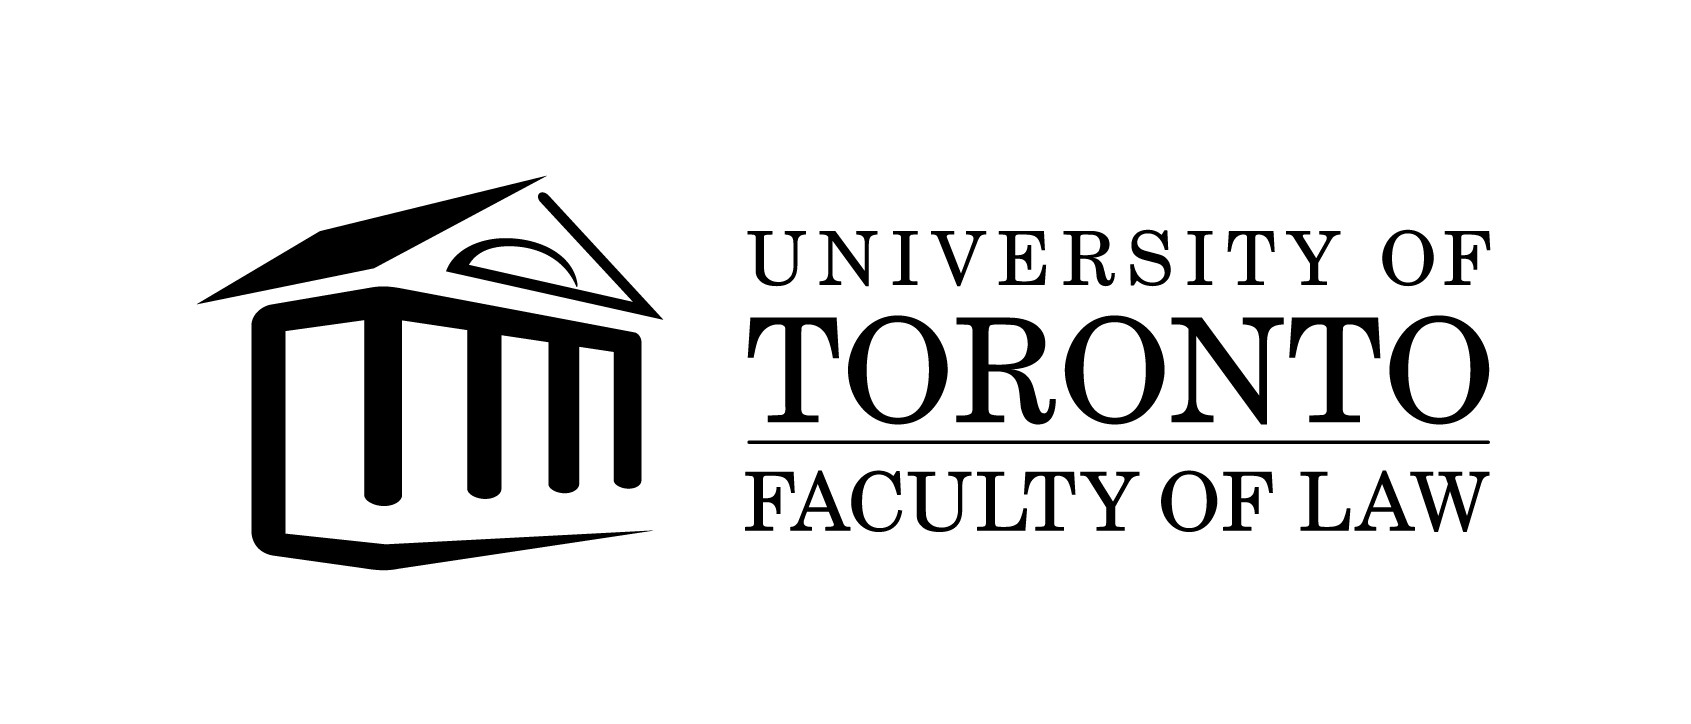 UNIVERSITY OF
TORONTO
FACULTY OF LAW